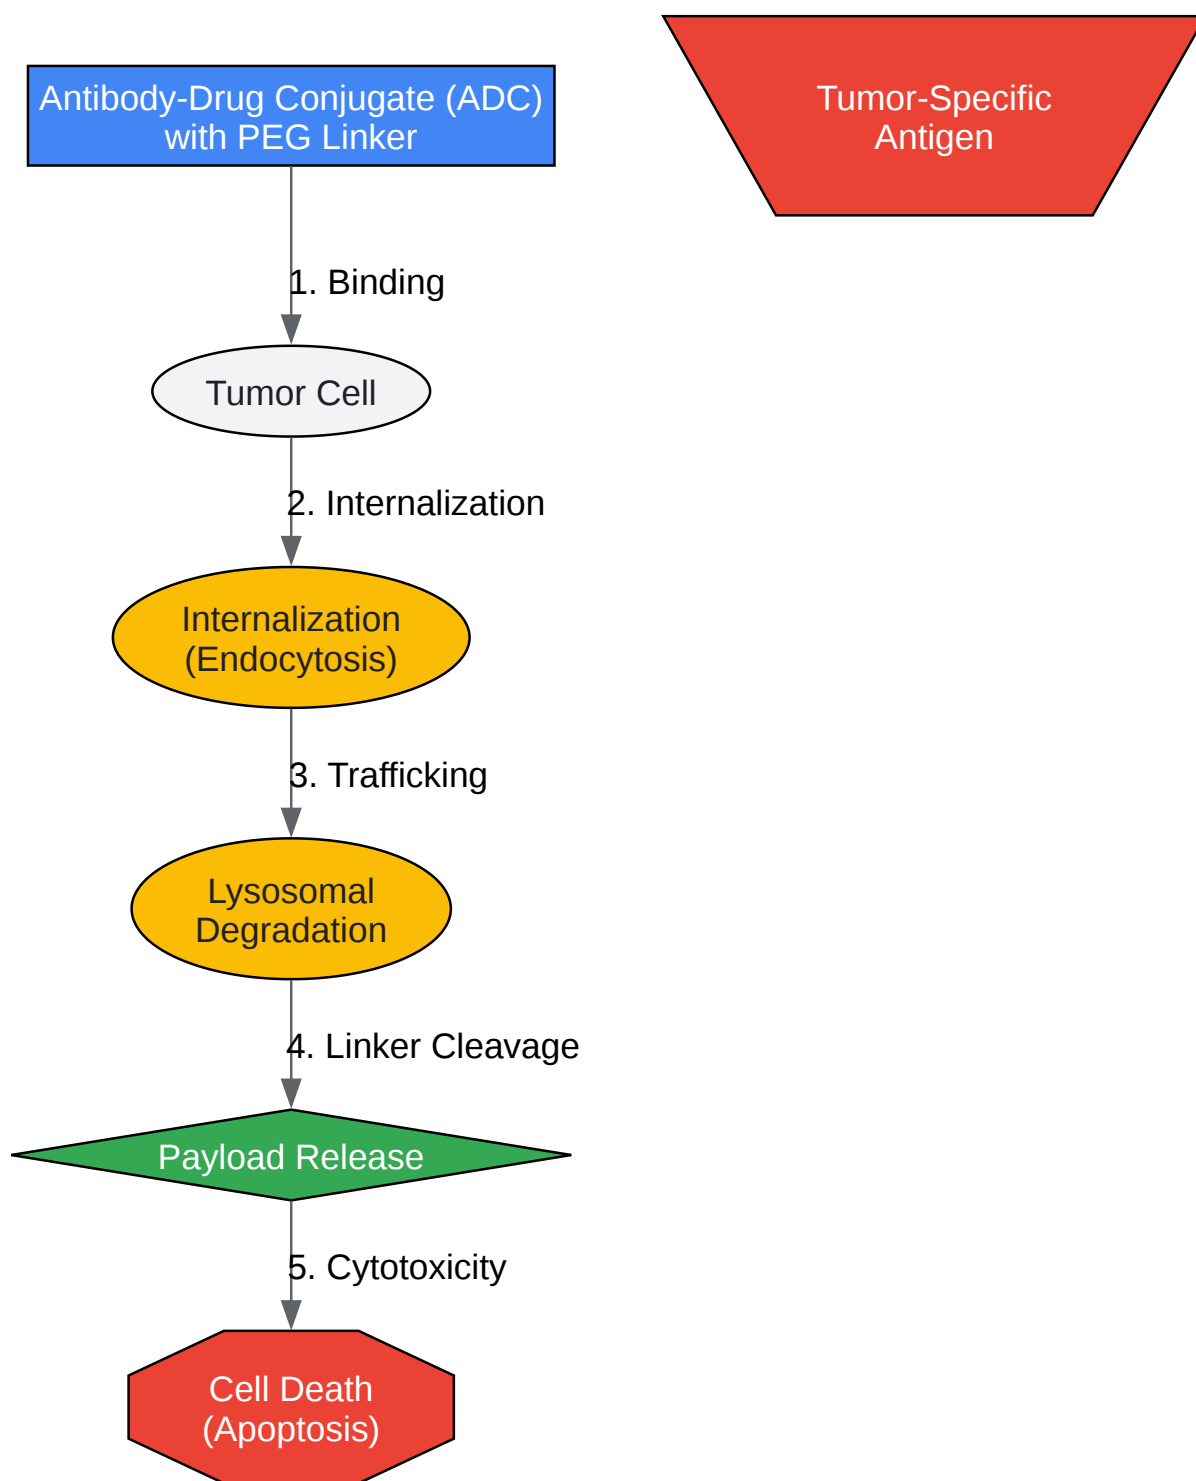 Antibody-Drug Conjugate (ADC)
with PEG Linker
Tumor-Specific
Antigen
1. Binding
Tumor Cell
2. Internalization
Internalization
(Endocytosis)
3. Trafficking
Lysosomal
Degradation
4. Linker Cleavage
Payload Release
5. Cytotoxicity
Cell Death
(Apoptosis)